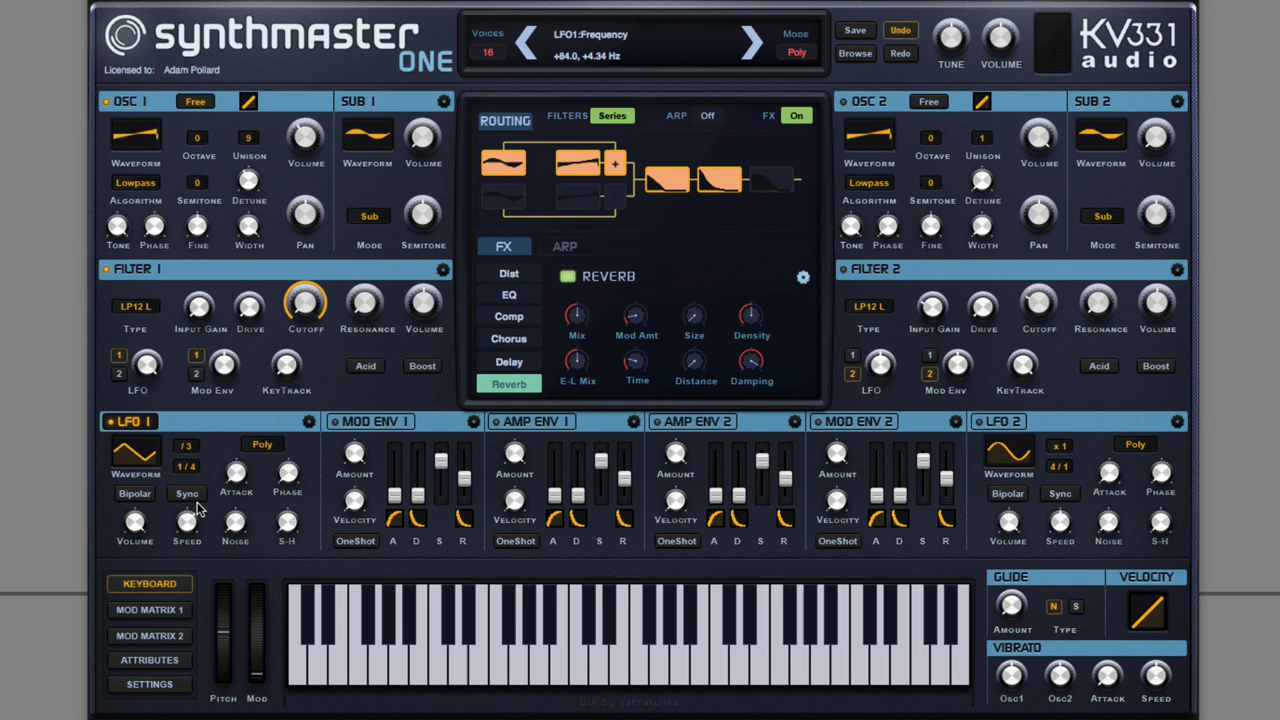 synthmaster
ONE
Licensed to: Adam Pollard
VOICES
16
LFO1:Frequency
+84.0, +4.34 Hz
MODE
Poly
Save
Undo
Browse
Redo
TUNE
VOLUME
KV331
audio
OSC 1
Free
SUB 1
WAVEFORM
0
OCTAVE
9
UNISON
VOLUME
WAVEFORM
VOLUME
Lowpass
ALGORITHM
0
SEMITONE
DETUNE
TONE
PHASE
FINE
WIDTH
PAN
Sub
MODE
SEMITONE
ROUTING
FILTERS
Series
ARP
Off
FX
On
+
OSC 2
Free
SUB 2
WAVEFORM
0
OCTAVE
1
UNISON
VOLUME
WAVEFORM
VOLUME
Lowpass
ALGORITHM
0
SEMITONE
DETUNE
TONE
PHASE
FINE
WIDTH
PAN
Sub
MODE
SEMITONE
FILTER 1
LP12 L
TYPE
INPUT GAIN
DRIVE
CUTOFF
RESONANCE
VOLUME
1
2
LFO
1
2
MOD ENV
KEYTRACK
Acid
Boost
FX
ARP
Dist
EQ
Comp
Chorus
Delay
Reverb
REVERB
Mix
Mod Amt
Size
Density
E-L Mix
Time
Distance
Damping
FILTER 2
LP12 L
TYPE
INPUT GAIN
DRIVE
CUTOFF
RESONANCE
VOLUME
1
2
LFO
1
2
MOD ENV
KEYTRACK
Acid
Boost
LFO 1
WAVEFORM
/ 3
1 / 4
Poly
ATTACK
PHASE
Bipolar
Sync
VOLUME
SPEED
NOISE
S-H
MOD ENV 1
AMOUNT
VELOCITY
OneShot
A
D
S
R
AMP ENV 1
AMOUNT
VELOCITY
OneShot
A
D
S
R
AMP ENV 2
AMOUNT
VELOCITY
OneShot
A
D
S
R
MOD ENV 2
AMOUNT
VELOCITY
OneShot
A
D
S
R
LFO 2
WAVEFORM
x 1
4 / 1
Poly
ATTACK
PHASE
Bipolar
Sync
VOLUME
SPEED
NOISE
S-H
KEYBOARD
MOD MATRIX 1
MOD MATRIX 2
ATTRIBUTES
SETTINGS
PITCH
MOD
GUI by satYatunes
GLIDE
AMOUNT
N
S
TYPE
VELOCITY
VIBRATO
Osc1
Osc2
ATTACK
SPEED